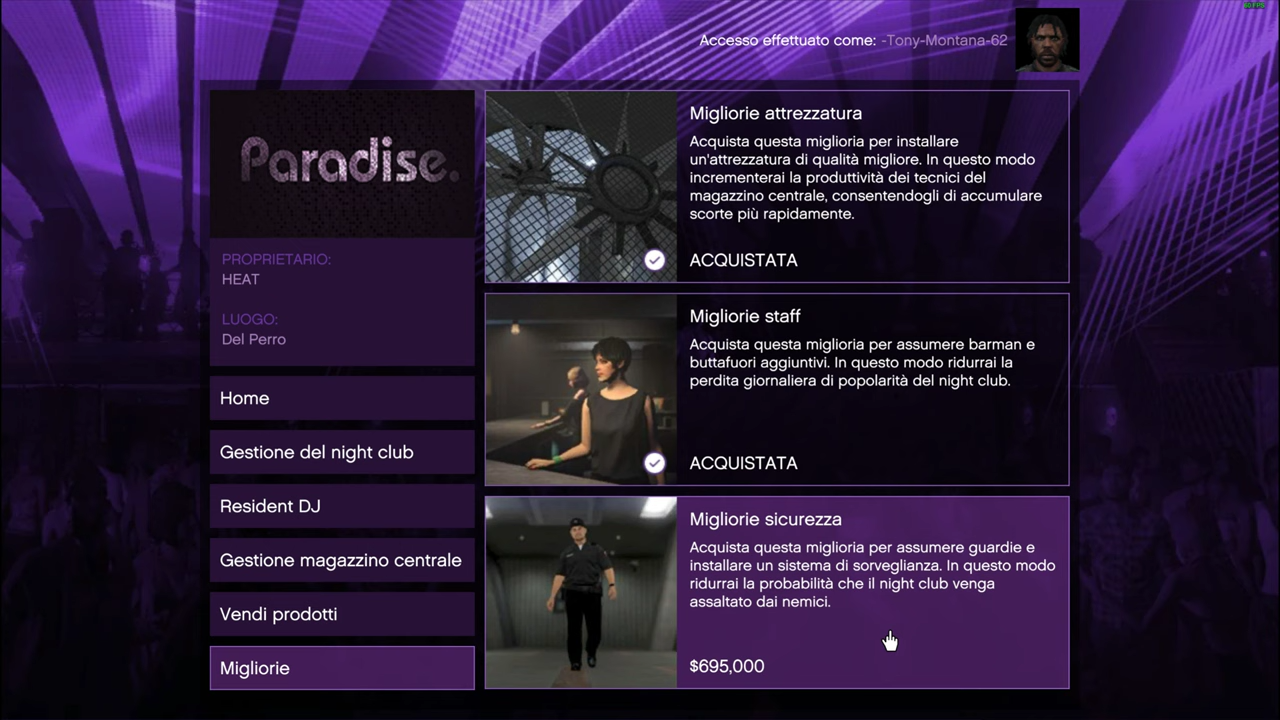 60 FPS
Accesso effettuato come: -Tony-Montana-62
Paradise.
PROPRIETARIO:
HEAT
LUOGO:
Del Perro
Home
Gestione del night club
Resident DJ
Gestione magazzino centrale
Vendi prodotti
Migliorie
Migliorie attrezzatura
Acquista questa miglioria per installare
un'attrezzatura di qualità migliore. In questo modo
incrementerai la produttività dei tecnici del
magazzino centrale, consentendogli di accumulare
scorte più rapidamente.
ACQUISTATA
Migliorie staff
Acquista questa miglioria per assumere barman e
buttafuori aggiuntivi. In questo modo ridurrai la
perdita giornaliera di popolarità del night club.
ACQUISTATA
Migliorie sicurezza
Acquista questa miglioria per assumere guardie e
installare un sistema di sorveglianza. In questo modo
ridurrai la probabilità che il night club venga
assaltato dai nemici.
$695,000